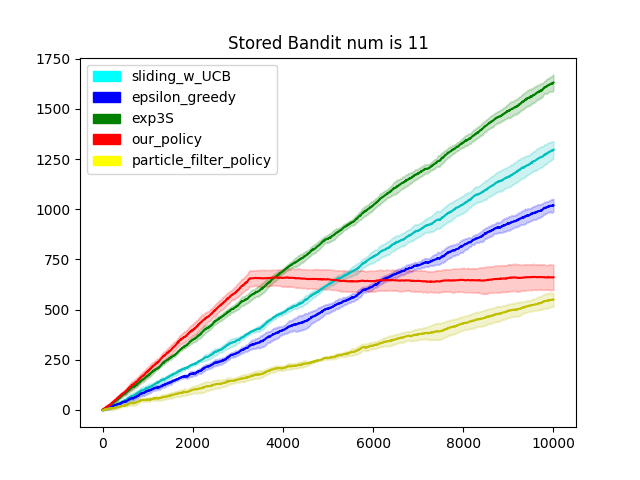 Stored Bandit num is 11
1750
1500
1250
1000
750
500
250
0
sliding_w_UCB
epsilon_greedy
exp3S
our_policy
particle_filter_policy
0 2000 4000 6000 8000 10000